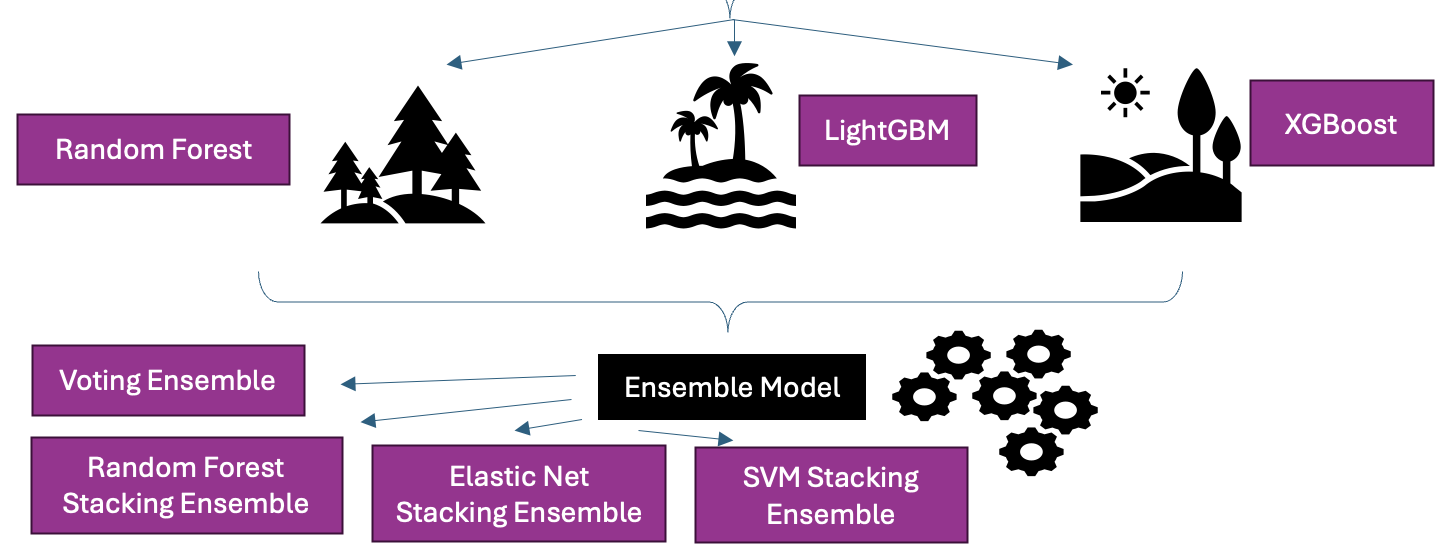 Random Forest
LightGBM
XGBoost
Ensemble Model
Voting Ensemble
Random Forest
Stacking Ensemble
Elastic Net
Stacking Ensemble
SVM Stacking
Ensemble